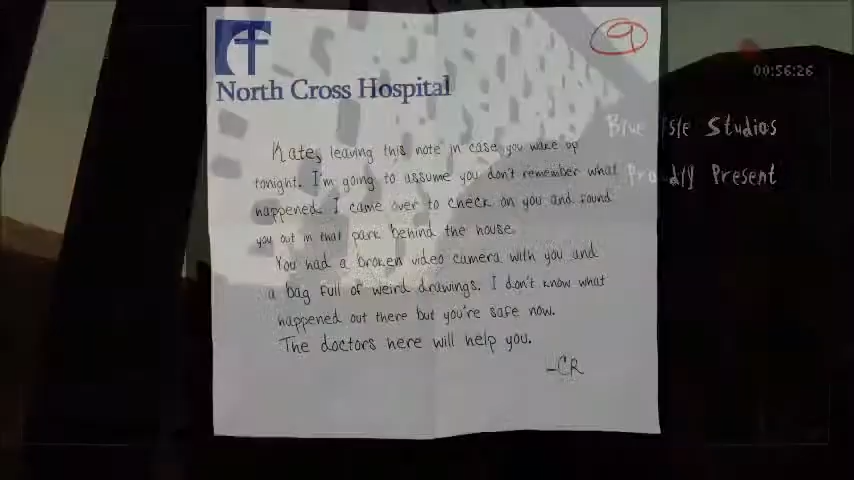 9
North Cross Hospital
00:56:26
Blue Isle Studios
Proudly Present
Kate, leaving this note in case you wake up
tonight. I'm going to assume you don't remember what
happened. I came over to check on you and found
you out in that park behind the house.
You had a broken video camera with you and
a bag full of weird drawings. I don't know what
happened out there but you're safe now.
The doctors here will help you.
-CR